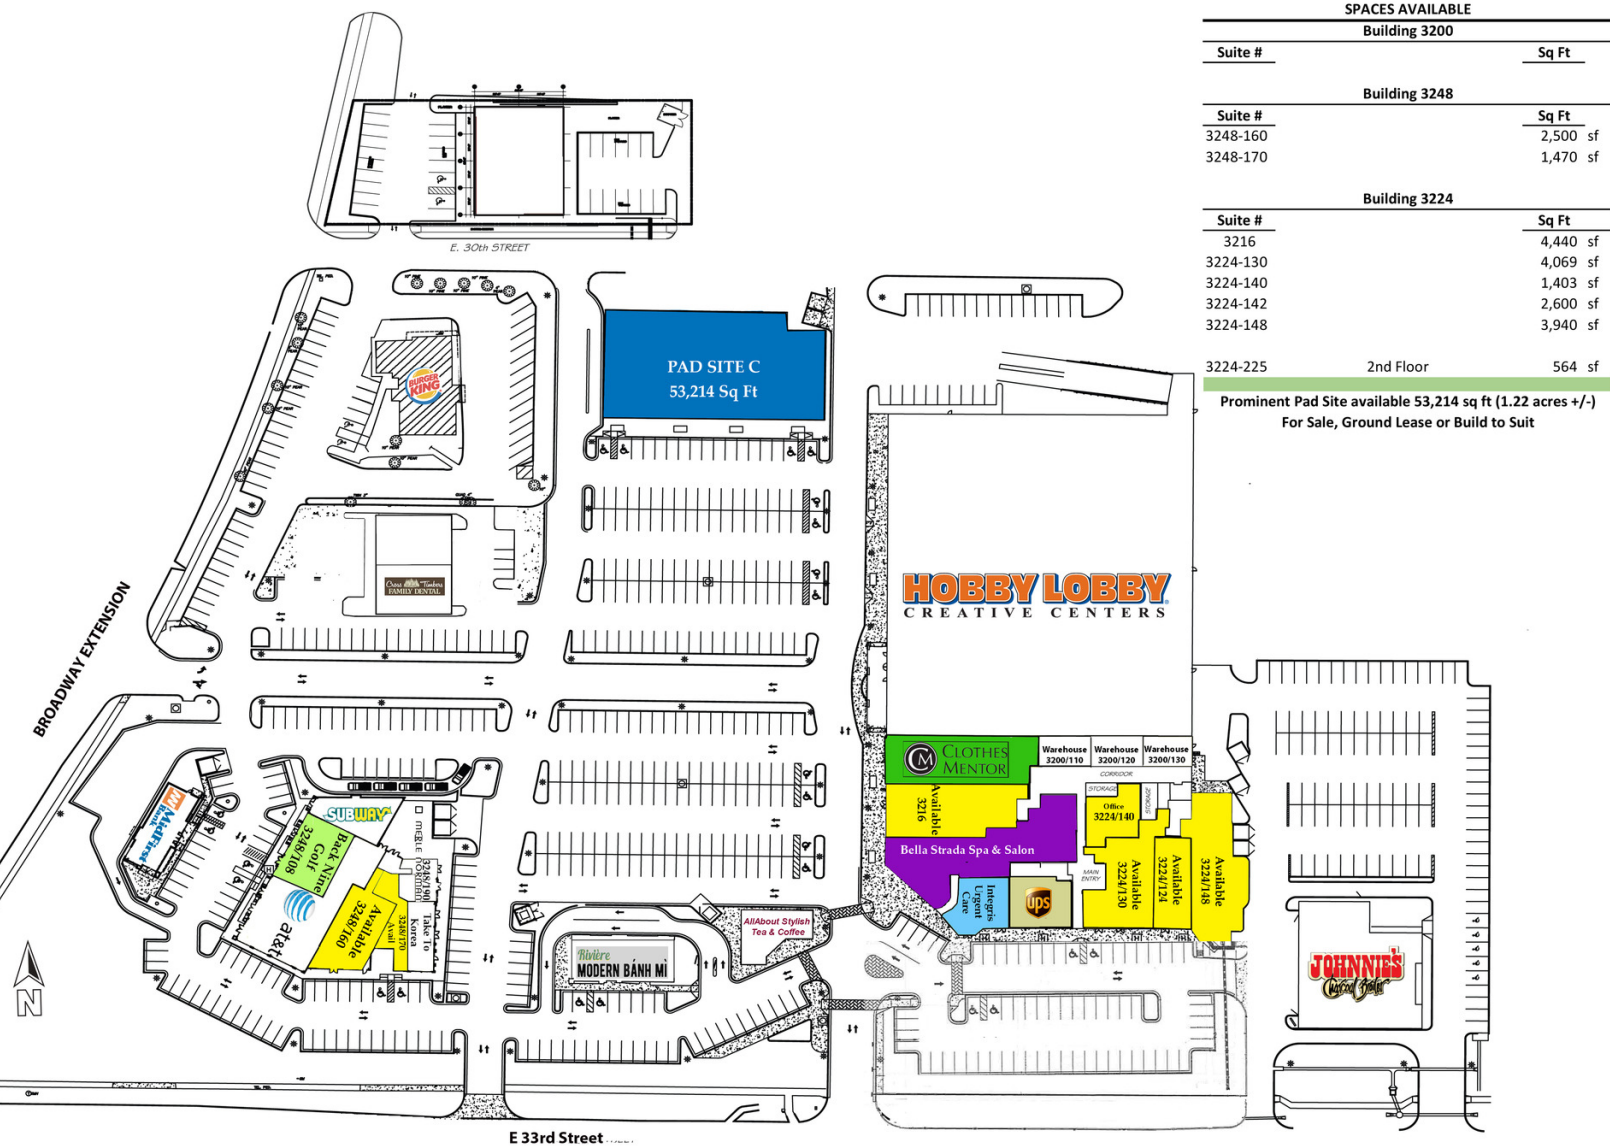 SPACES AVAILABLE
Building 3200
Suite # Sq Ft
Building 3248
Suite # Sq Ft
3248-160 2,500 sf
3248-170 1,470 sf
Building 3224
Suite # Sq Ft
3216 4,440 sf
3224-130 4,069 sf
3224-140 1,403 sf
3224-142 2,600 sf
3224-148 3,940 sf
3224-225 2nd Floor 564 sf
Prominent Pad Site available 53,214 sq ft (1.22 acres +/-)
For Sale, Ground Lease or Build to Suit
E. 30th STREET
PAD SITE C
53,214 Sq Ft
BURGER
KING
Cross Timbers
FAMILY DENTAL
HOBBY LOBBY
CREATIVE CENTERS
BROADWAY EXTENSION
CM CLOTHES
MENTOR
Warehouse
3200/110
Warehouse
3200/120
Warehouse
3200/130
CORRIDOR
STORAGE
STORAGE
Available
3216
Office
3224/140
Bella Strada Spa & Salon
MAIN
ENTRY
Available
3224/130
Available
3224/124
Available
3224/148
Integris
Urgent
Care
ups
MidFirst
Bank
SUBWAY
Back Nine
Golf
3248/108
MERLE NORMAN
3248/190
at&t
Available
3248/160
Avail
3248/170
Take To
Korea
AllAbout Stylish
Tea & Coffee
Rivière
MODERN BÁNH MÌ
JOHNNIE'S
Charcoal Broiler
N
E 33rd Street